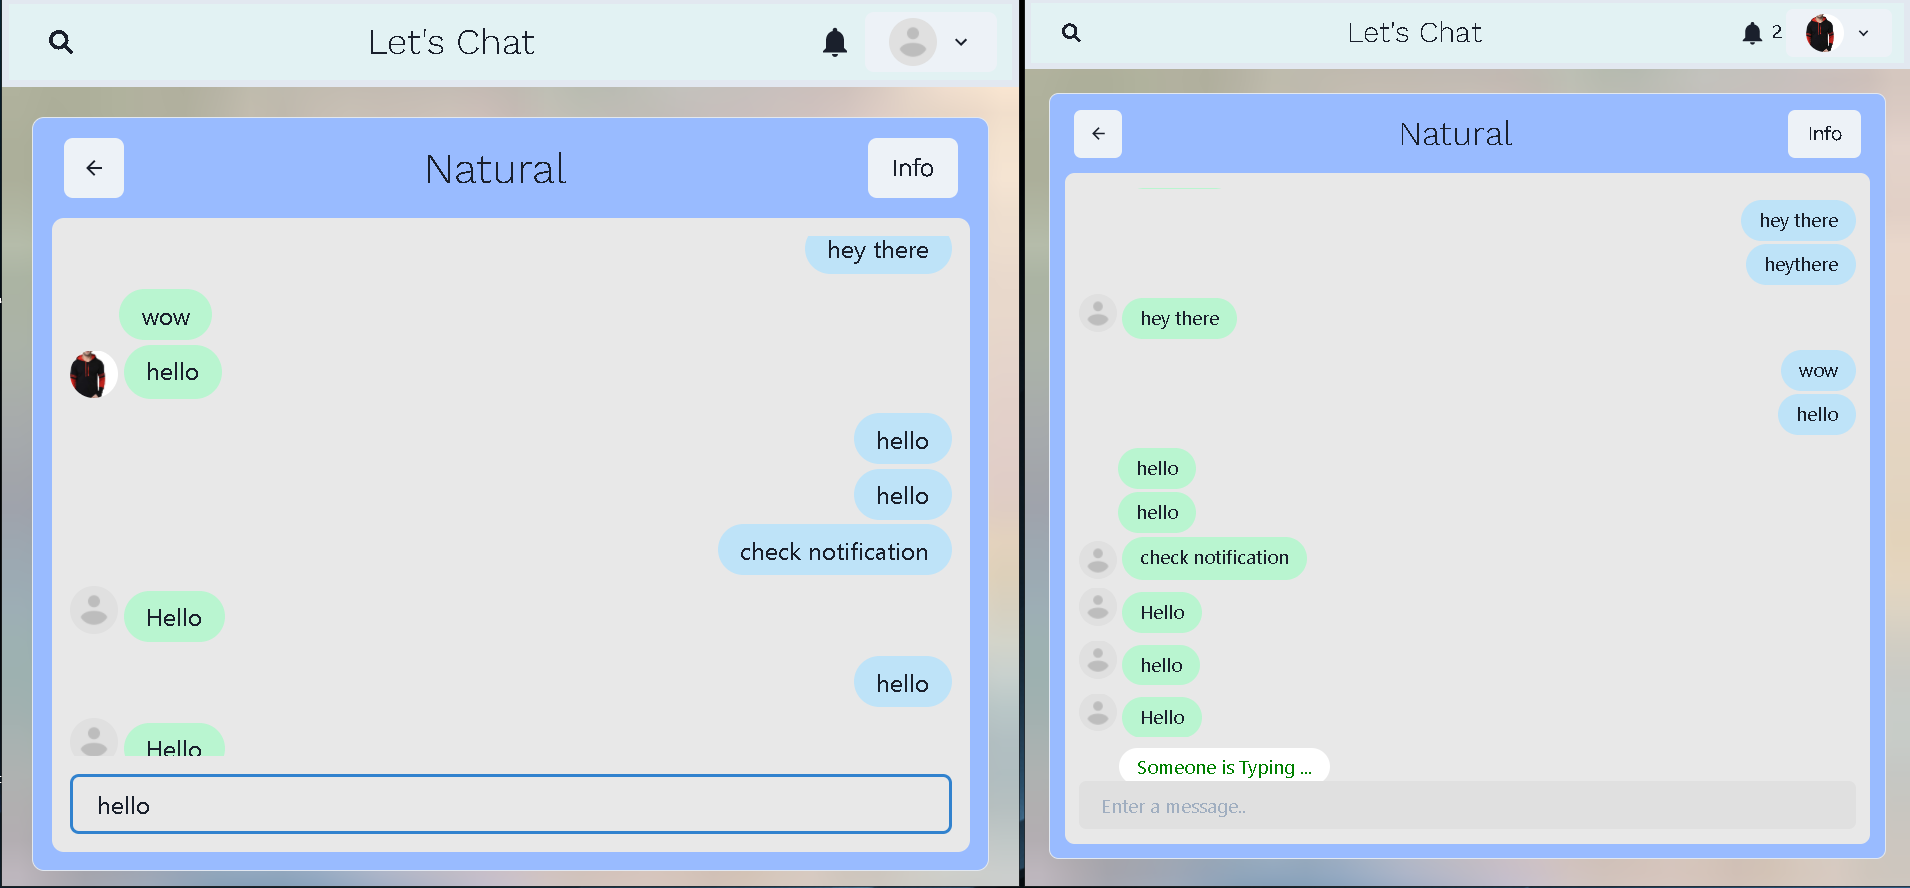 Let's Chat
Natural
Info
hey there
wow
hello
hello
hello
check notification
Hello
hello
Hello
hello
Let's Chat
2
Natural
Info
hey there
heythere
hey there
wow
hello
hello
hello
check notification
Hello
hello
Hello
Someone is Typing ...
Enter a message..